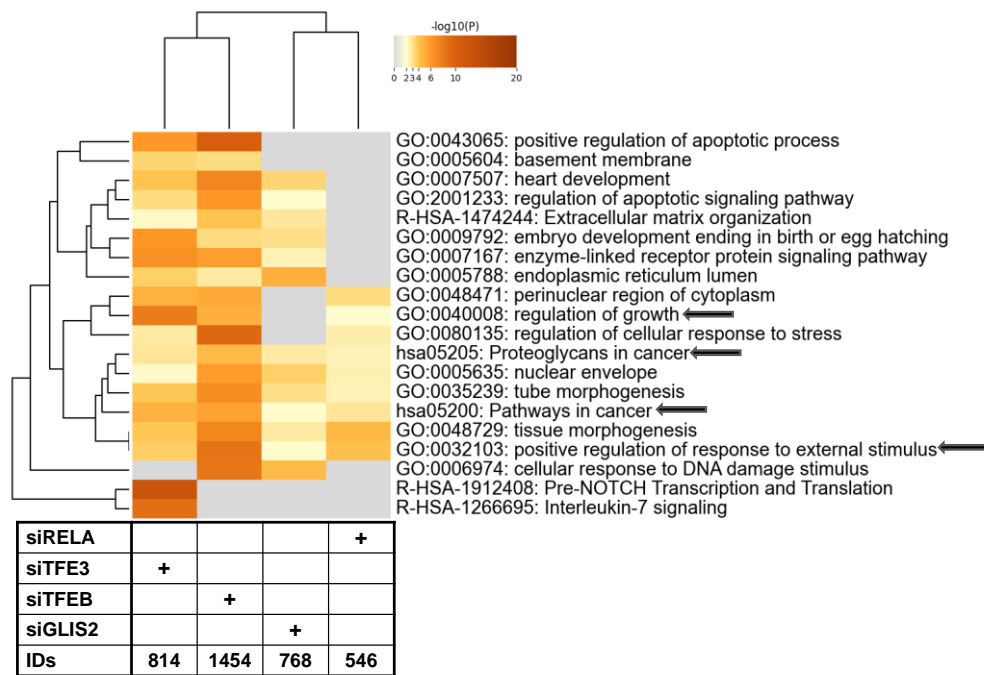 -log10(P)
0 2 3 4 6 10 20
GO:0043065: positive regulation of apoptotic process
GO:0005604: basement membrane
GO:0007507: heart development
GO:2001233: regulation of apoptotic signaling pathway
R-HSA-1474244: Extracellular matrix organization
GO:0009792: embryo development ending in birth or egg hatching
GO:0007167: enzyme-linked receptor protein signaling pathway
GO:0005788: endoplasmic reticulum lumen
GO:0048471: perinuclear region of cytoplasm
GO:0040008: regulation of growth
GO:0080135: regulation of cellular response to stress
hsa05205: Proteoglycans in cancer
GO:0005635: nuclear envelope
GO:0035239: tube morphogenesis
hsa05200: Pathways in cancer
GO:0048729: tissue morphogenesis
GO:0032103: positive regulation of response to external stimulus
GO:0006974: cellular response to DNA damage stimulus
R-HSA-1912408: Pre-NOTCH Transcription and Translation
R-HSA-1266695: Interleukin-7 signaling
siRELA +
siTFE3 +
siTFEB +
siGLIS2 +
IDs 814 1454 768 546